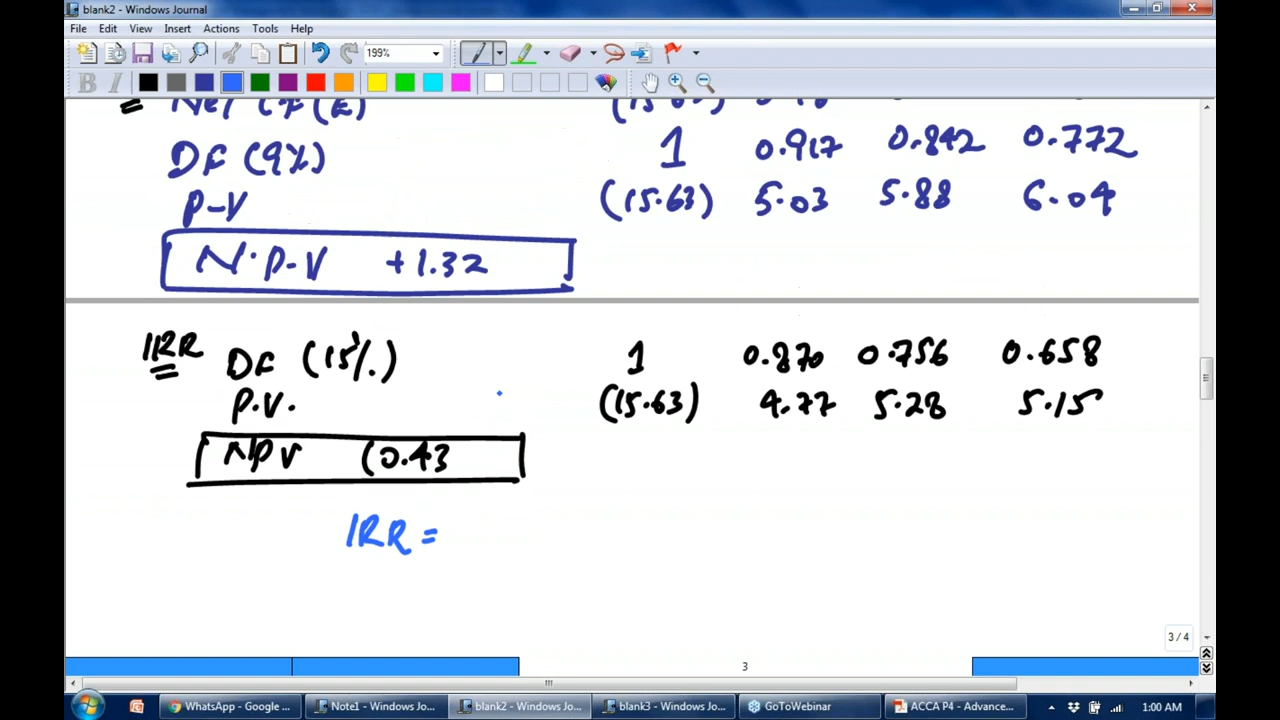 blank2 - Windows Journal
File Edit View Insert Actions Tools Help
199%
Net CF (£)
DF (9%) 1 0.917 0.842 0.772
P-V (15.63) 5.03 5.88 6.04
N.P-V +1.32
IRR DF (15%.) 1 0.870 0.756 0.658
P.V. (15.63) 4.77 5.28 5.15
NPV (0.43
IRR =
3/4
3
WhatsApp - Google ... Note1 - Windows Jo... blank2 - Windows Jo... blank3 - Windows Jo... GoToWebinar ACCA P4 - Advance... 1:00 AM